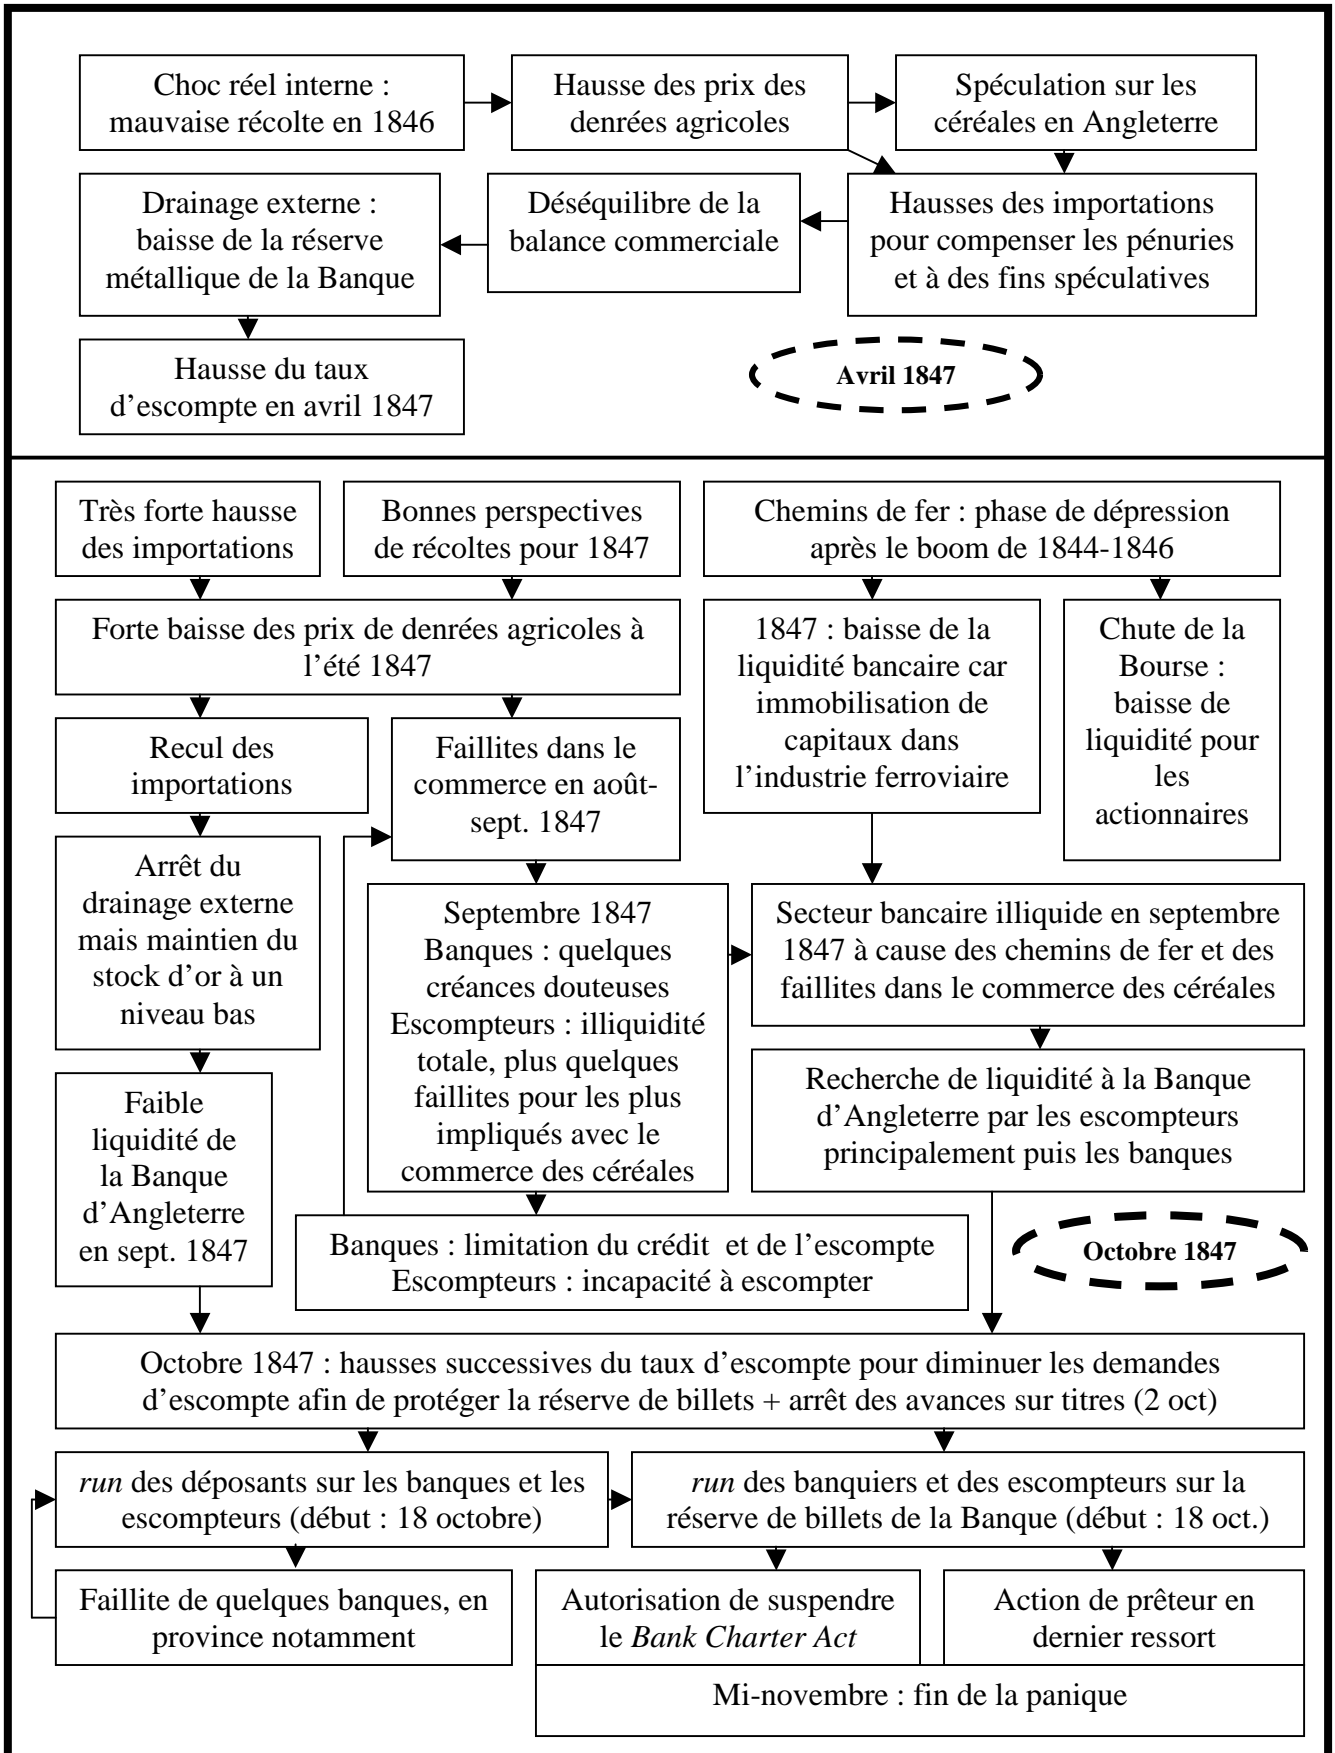 Choc réel interne :
mauvaise récolte en 1846
Hausse des prix des
denrées agricoles
Spéculation sur les
céréales en Angleterre
Drainage externe :
baisse de la réserve
métallique de la Banque
Déséquilibre de la
balance commerciale
Hausses des importations
pour compenser les pénuries
et à des fins spéculatives
Hausse du taux
d’escompte en avril 1847
Avril 1847
Très forte hausse
des importations
Bonnes perspectives
de récoltes pour 1847
Chemins de fer : phase de dépression
après le boom de 1844-1846
Forte baisse des prix de denrées agricoles à
l’été 1847
1847 : baisse de la
liquidité bancaire car
immobilisation de
capitaux dans
l’industrie ferroviaire
Chute de la
Bourse :
baisse de
liquidité pour
les
actionnaires
Recul des
importations
Faillites dans le
commerce en août-
sept. 1847
Arrêt du
drainage externe
mais maintien du
stock d’or à un
niveau bas
Septembre 1847
Banques : quelques
créances douteuses
Escompteurs : illiquidité
totale, plus quelques
faillites pour les plus
impliqués avec le
commerce des céréales
Secteur bancaire illiquide en septembre
1847 à cause des chemins de fer et des
faillites dans le commerce des céréales
Faible
liquidité de
la Banque
d’Angleterre
en sept. 1847
Recherche de liquidité à la Banque
d’Angleterre par les escompteurs
principalement puis les banques
Banques : limitation du crédit et de l’escompte
Escompteurs : incapacité à escompter
Octobre 1847
Octobre 1847 : hausses successives du taux d’escompte pour diminuer les demandes
d’escompte afin de protéger la réserve de billets + arrêt des avances sur titres (2 oct)
run des déposants sur les banques et les
escompteurs (début : 18 octobre)
run des banquiers et des escompteurs sur la
réserve de billets de la Banque (début : 18 oct.)
Faillite de quelques banques, en
province notamment
Autorisation de suspendre
le Bank Charter Act
Action de prêteur en
dernier ressort
Mi-novembre : fin de la panique